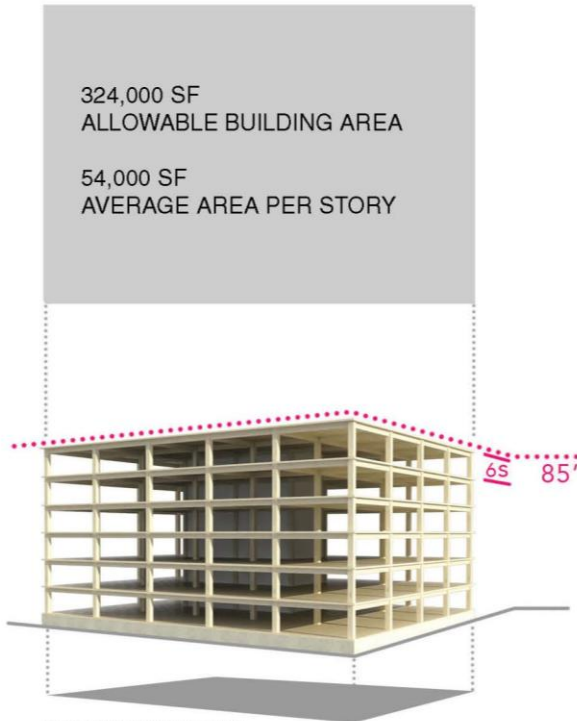 324,000 SF
ALLOWABLE BUILDING AREA
54,000 SF
AVERAGE AREA PER STORY
6S
85'